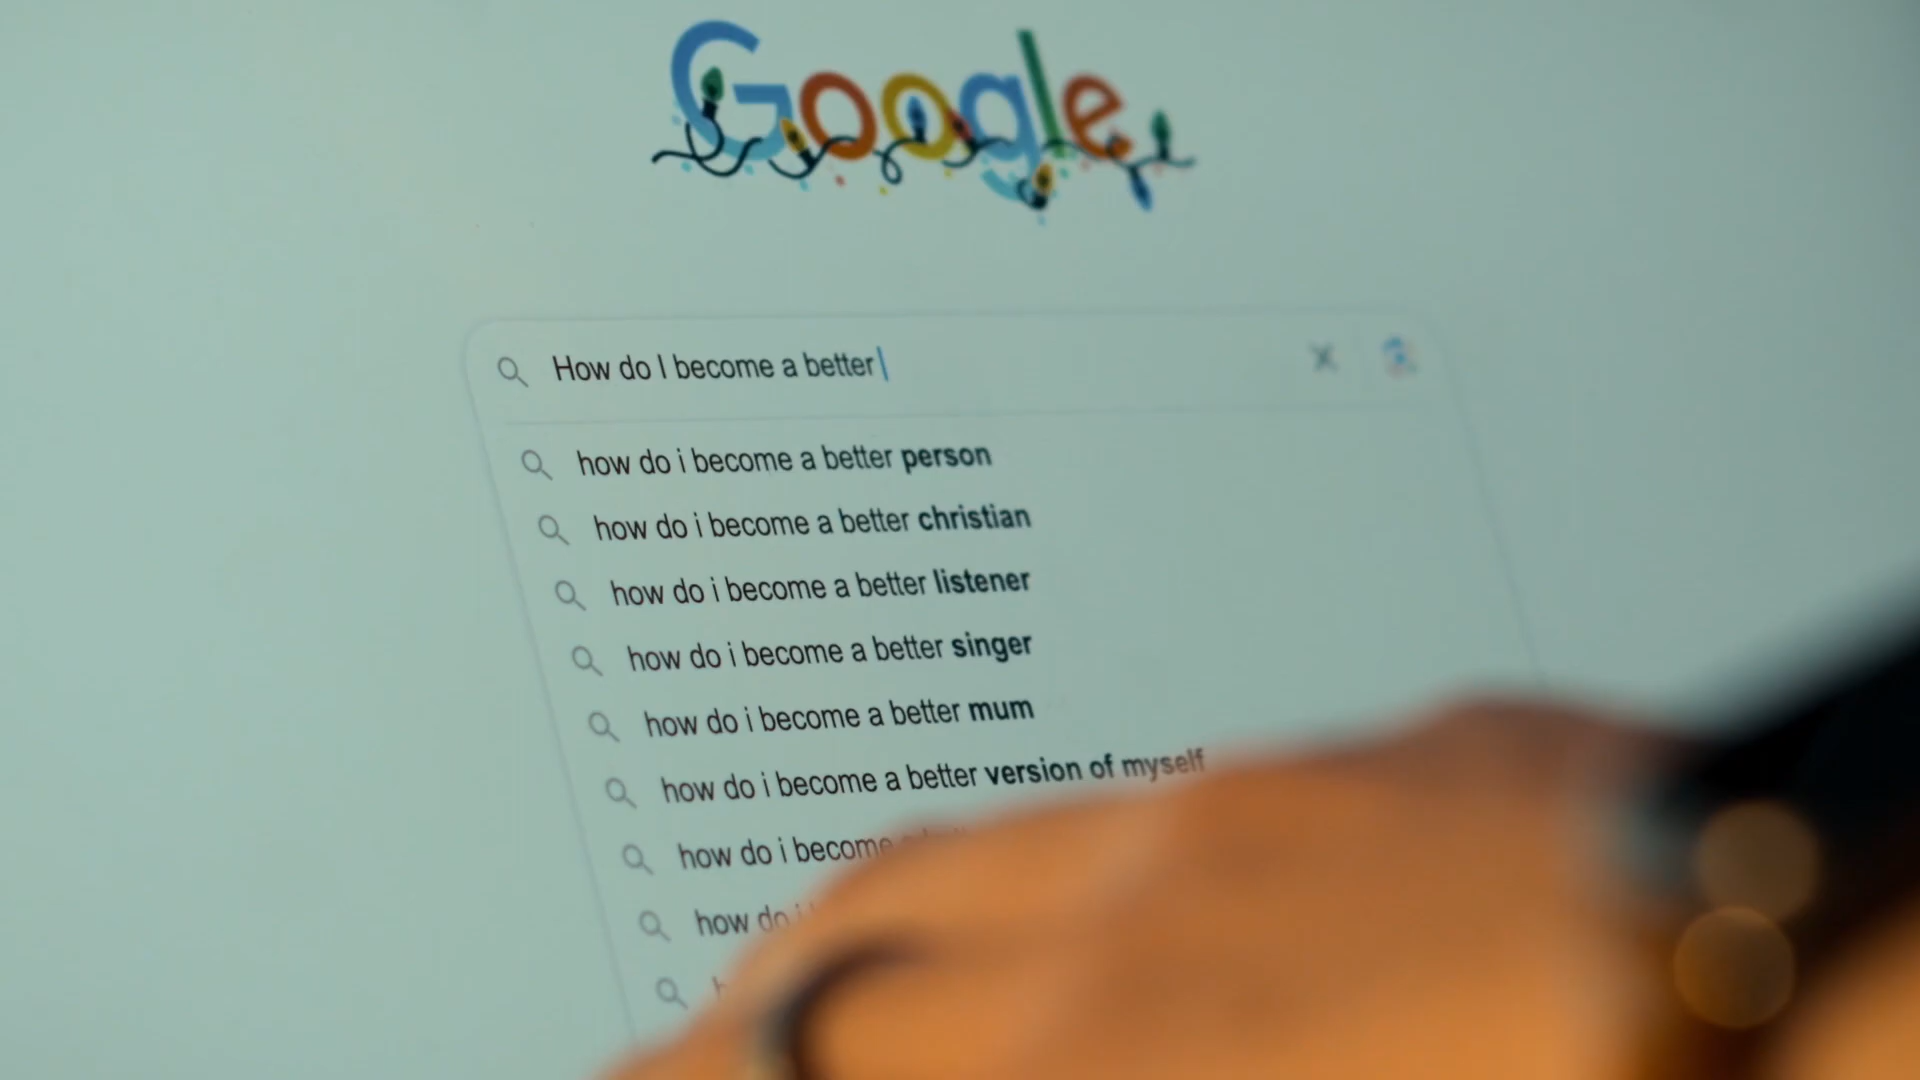 Google
How do I become a better
how do i become a better person
how do i become a better christian
how do i become a better listener
how do i become a better singer
how do i become a better mum
how do i become a better version of myself
how do i become
how do i